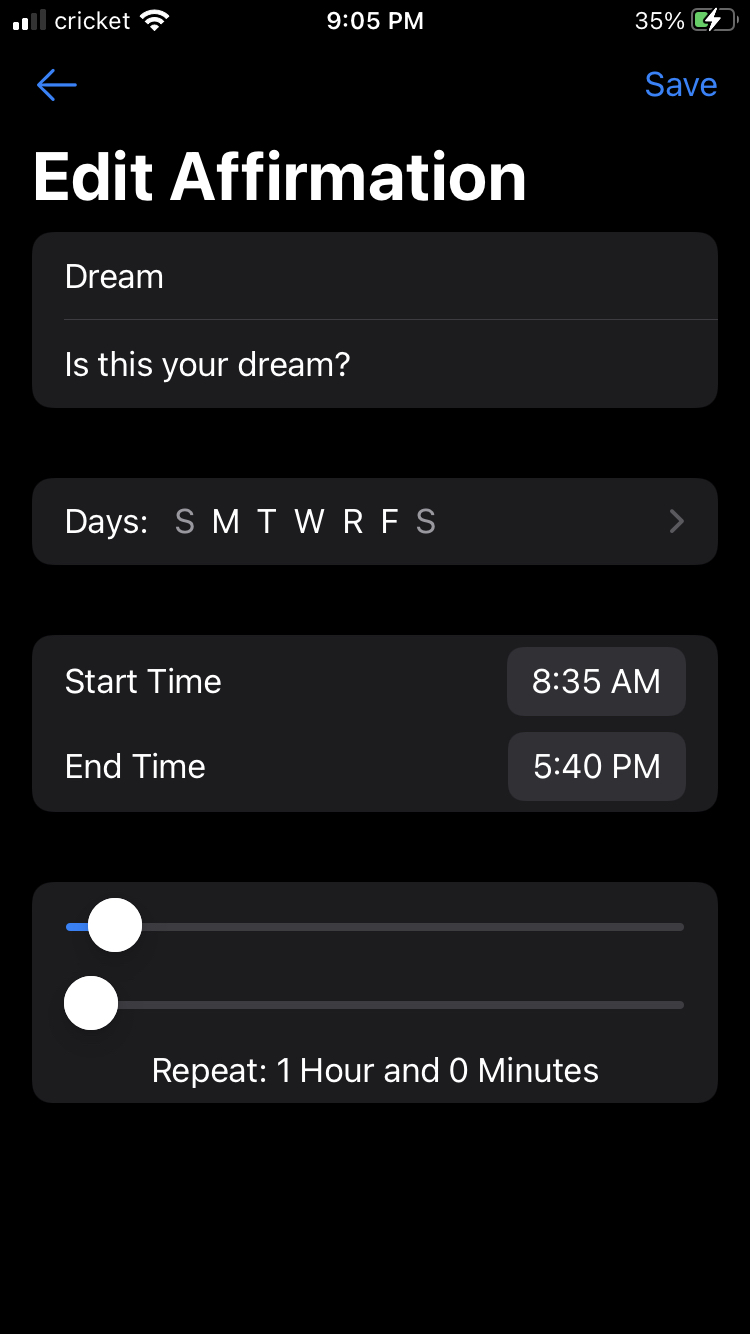 cricket 9:05 PM 35%
Save
Edit Affirmation
Dream
Is this your dream?
Days: S M T W R F S
Start Time 8:35 AM
End Time 5:40 PM
Repeat: 1 Hour and 0 Minutes